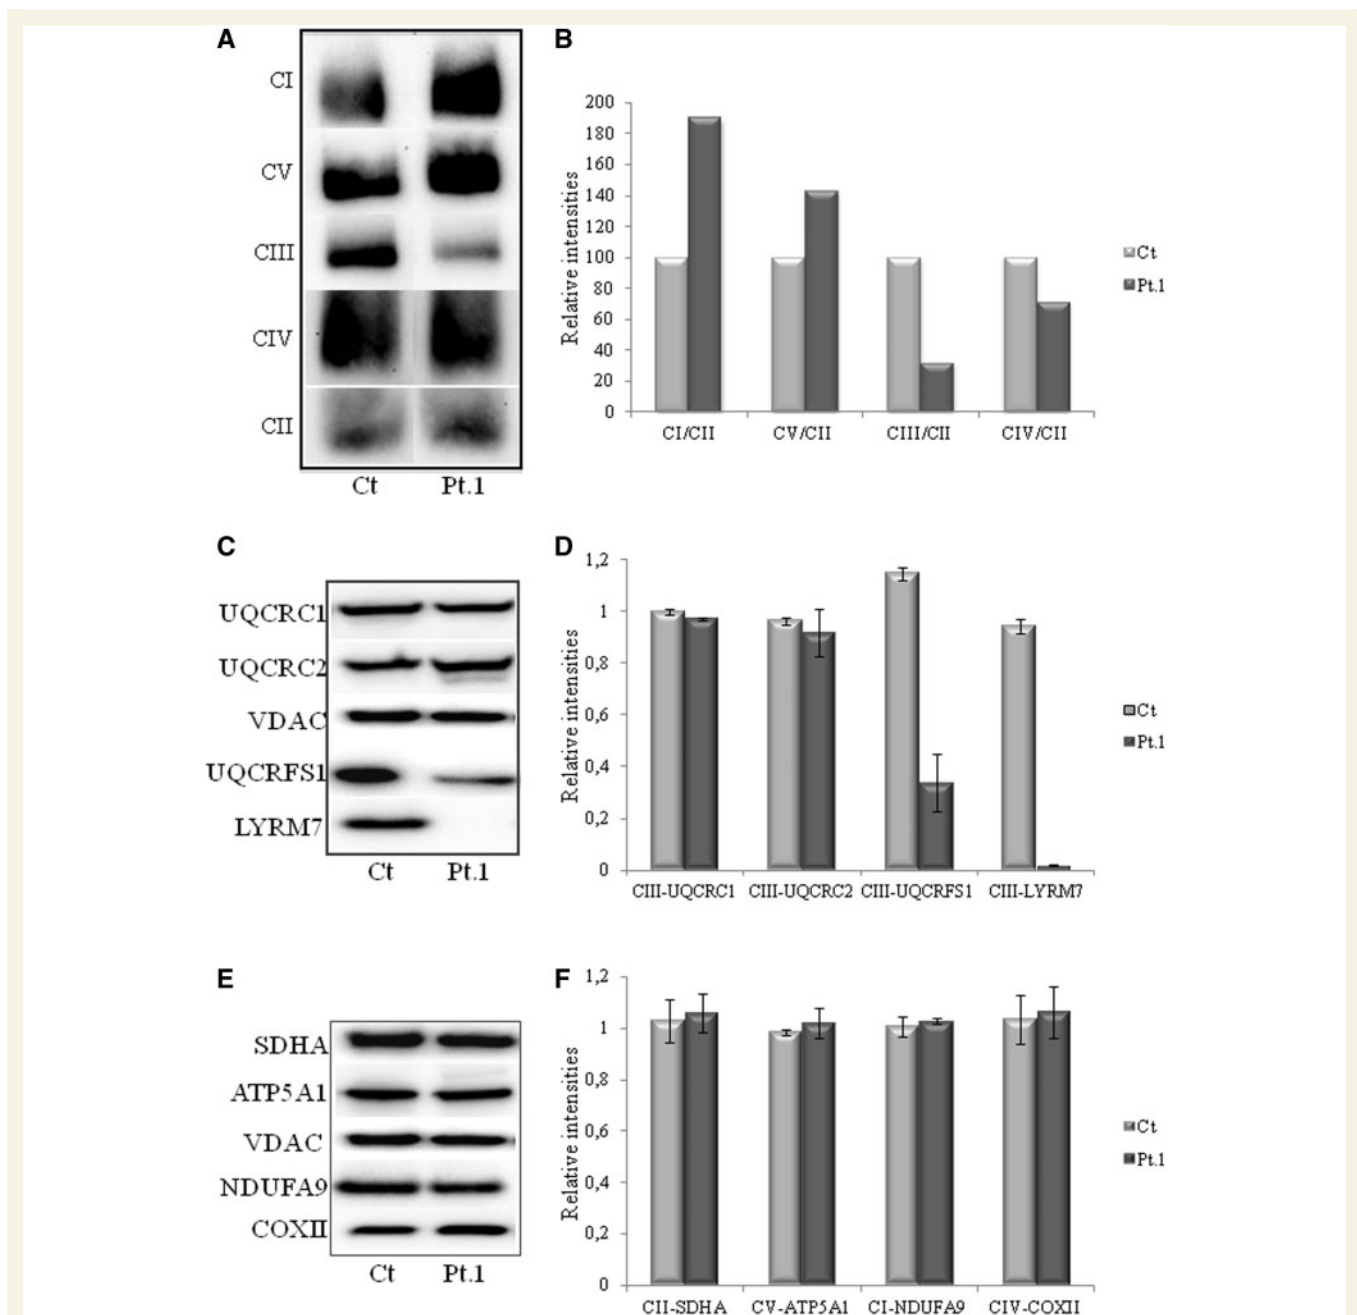 A
CI
CV
CIII
CIV
CII
Ct Pt.1
B
Relative intensities
200
180
160
140
120
100
80
60
40
20
0
CI/CII CV/CII CIII/CII CIV/CII
Ct
Pt.1
C
UQCRC1
UQCRC2
VDAC
UQCRFS1
LYRM7
Ct Pt.1
D
Relative intensities
1,2
1
0,8
0,6
0,4
0,2
0
CIII-UQCRC1 CIII-UQCRC2 CIII-UQCRFS1 CIII-LYRM7
Ct
Pt.1
E
SDHA
ATP5A1
VDAC
NDUFA9
COXII
Ct Pt.1
F
Relative intensities
1,2
1
0,8
0,6
0,4
0,2
0
CII-SDHA CV-ATP5A1 CI-NDUFA9 CIV-COXII
Ct
Pt.1